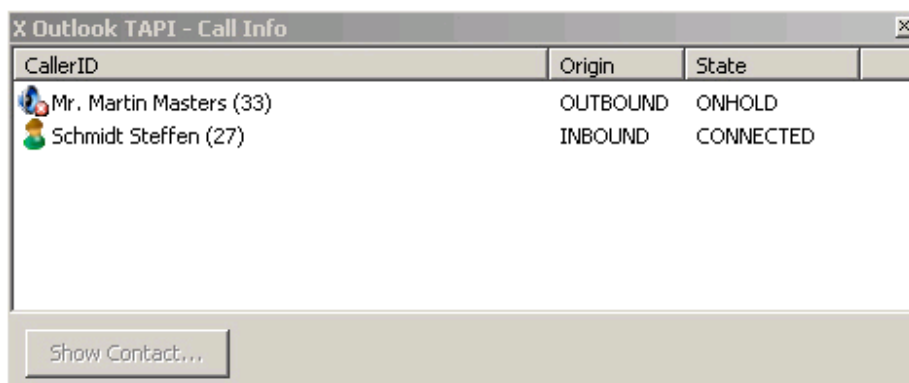 X Outlook TAPI - Call Info
CallerID Origin State
Mr. Martin Masters (33) OUTBOUND ONHOLD
Schmidt Steffen (27) INBOUND CONNECTED
Show Contact...